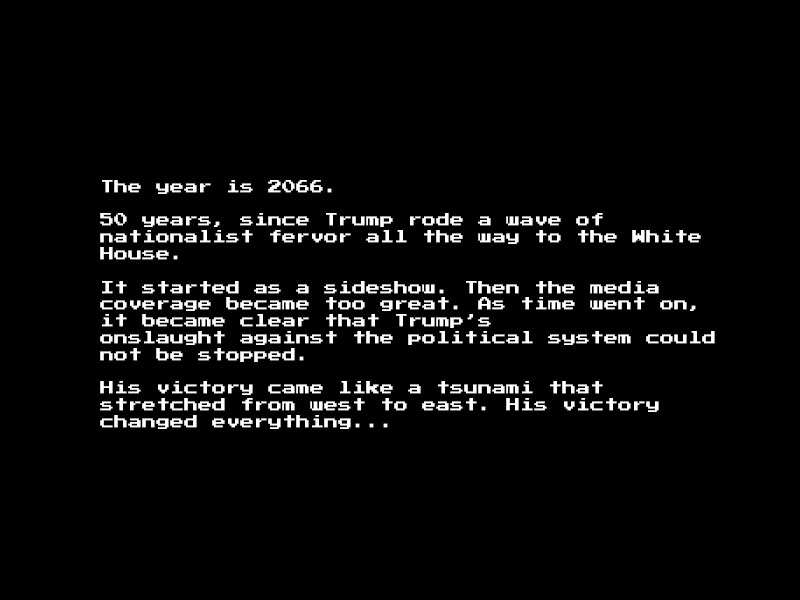 The year is 2066.
50 years, since Trump rode a wave of
nationalist fervor all the way to the White
House.
It started as a sideshow. Then the media
coverage became too great. As time went on,
it became clear that Trump's
onslaught against the political system could
not be stopped.
His victory came like a tsunami that
stretched from west to east. His victory
changed everything...